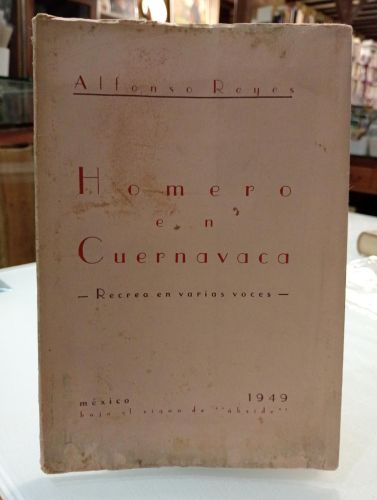 Alfonso Reyes
Homero
en
Cuernavaca
— Recreo en varias voces —
méxico 1949
bajo el signo de "ábside"